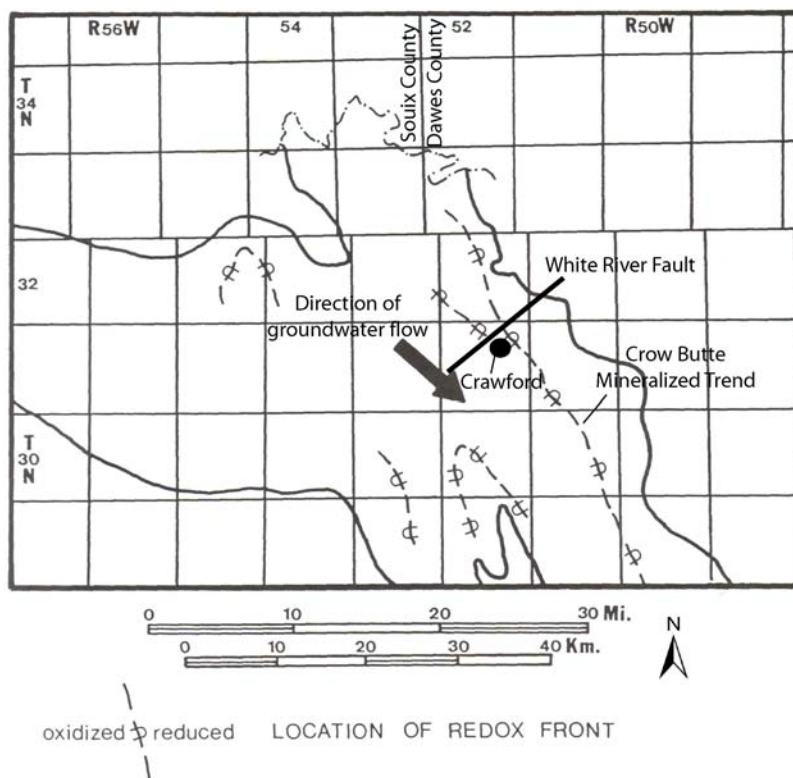 R56W 54 52 R50W
Souix County
Dawes County
T
34
N
32
White River Fault
Direction of
groundwater flow
Crow Butte
Mineralized Trend
Crawford
T
30
N
0 10 20 30 Mi.
0 10 20 30 40 Km.
N
oxidized reduced LOCATION OF REDOX FRONT